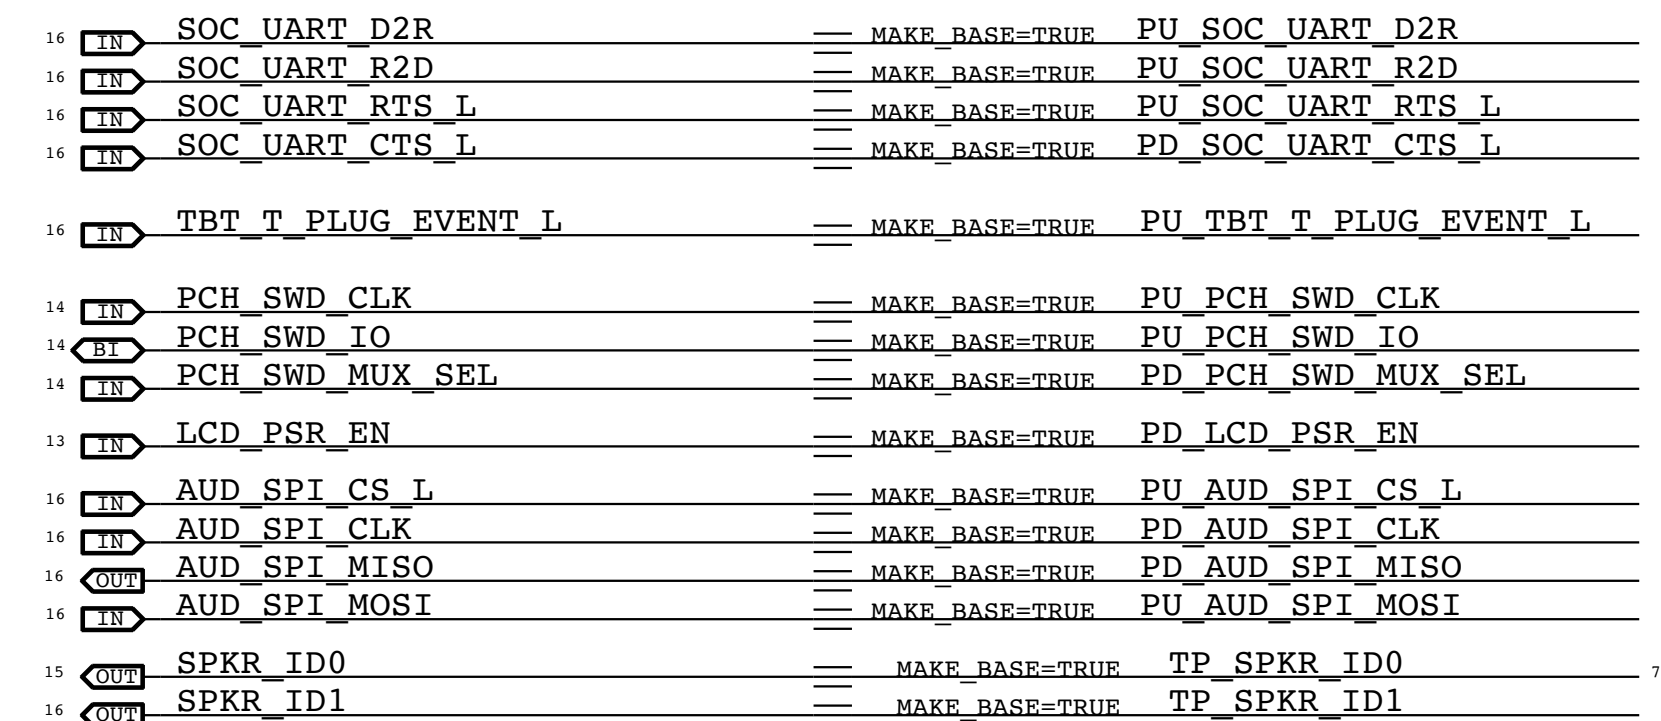 16 IN SOC_UART_D2R MAKE_BASE=TRUE PU_SOC_UART_D2R
16 IN SOC_UART_R2D MAKE_BASE=TRUE PU_SOC_UART_R2D
16 IN SOC_UART_RTS_L MAKE_BASE=TRUE PU_SOC_UART_RTS_L
16 IN SOC_UART_CTS_L MAKE_BASE=TRUE PD_SOC_UART_CTS_L
16 IN TBT_T_PLUG_EVENT_L MAKE_BASE=TRUE PU_TBT_T_PLUG_EVENT_L
14 IN PCH_SWD_CLK MAKE_BASE=TRUE PU_PCH_SWD_CLK
14 BI PCH_SWD_IO MAKE_BASE=TRUE PU_PCH_SWD_IO
14 IN PCH_SWD_MUX_SEL MAKE_BASE=TRUE PD_PCH_SWD_MUX_SEL
13 IN LCD_PSR_EN MAKE_BASE=TRUE PD_LCD_PSR_EN
16 IN AUD_SPI_CS_L MAKE_BASE=TRUE PU_AUD_SPI_CS_L
16 IN AUD_SPI_CLK MAKE_BASE=TRUE PD_AUD_SPI_CLK
16 OUT AUD_SPI_MISO MAKE_BASE=TRUE PD_AUD_SPI_MISO
16 IN AUD_SPI_MOSI MAKE_BASE=TRUE PU_AUD_SPI_MOSI
15 OUT SPKR_ID0 MAKE_BASE=TRUE TP_SPKR_ID0 7
16 OUT SPKR_ID1 MAKE_BASE=TRUE TP_SPKR_ID1